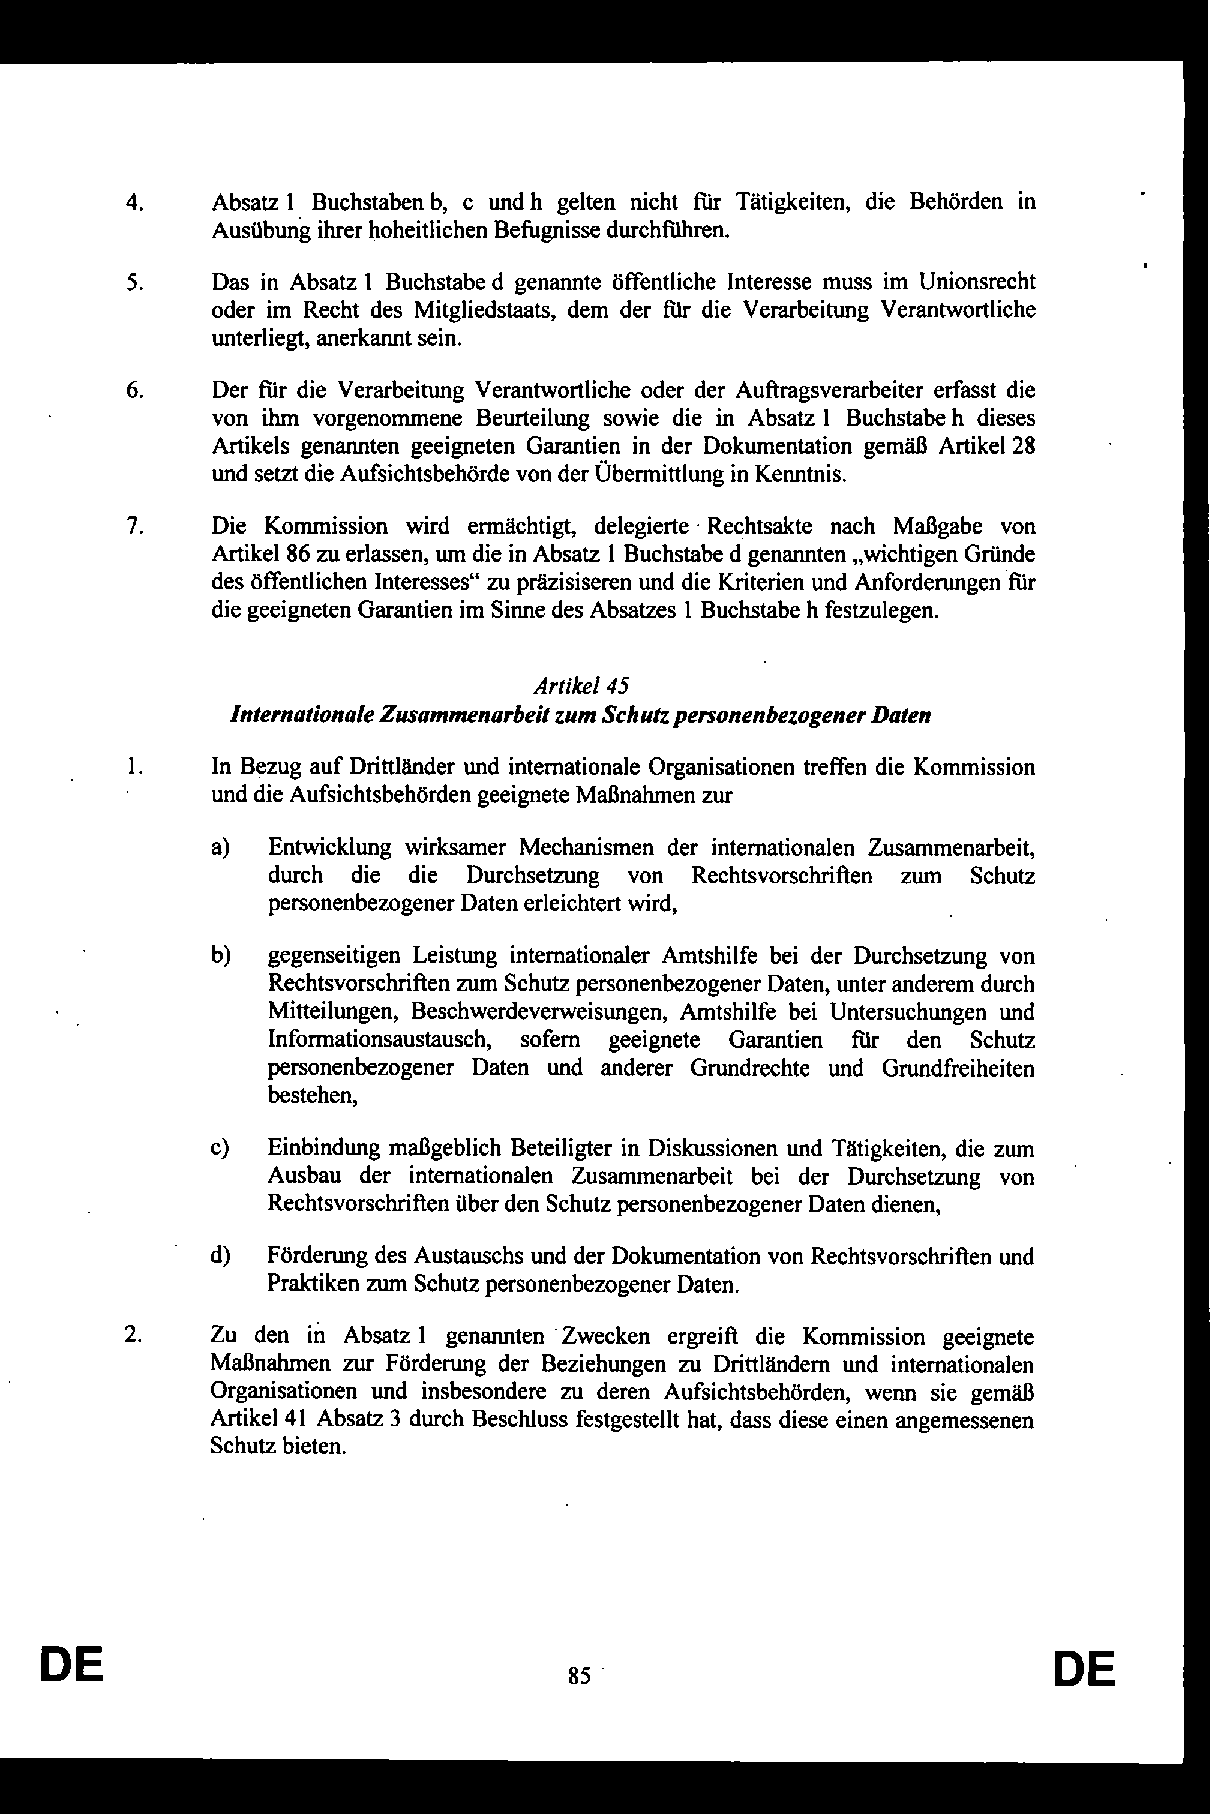 4. Absatz 1 Buchstaben b, c und h gelten nicht für Tätigkeiten, die Behörden in
Ausübung ihrer hoheitlichen Befugnisse durchführen.
5. Das in Absatz 1 Buchstabe d genannte öffentliche Interesse muss im Unionsrecht
oder im Recht des Mitgliedstaats, dem der für die Verarbeitung Verantwortliche
unterliegt, anerkannt sein.
6. Der für die Verarbeitung Verantwortliche oder der Auftragsverarbeiter erfasst die
von ihm vorgenommene Beurteilung sowie die in Absatz 1 Buchstabe h dieses
Artikels genannten geeigneten Garantien in der Dokumentation gemäß Artikel 28
und setzt die Aufsichtsbehörde von der Übermittlung in Kenntnis.
7. Die Kommission wird ermächtigt, delegierte Rechtsakte nach Maßgabe von
Artikel 86 zu erlassen, um die in Absatz 1 Buchstabe d genannten „wichtigen Gründe
des öffentlichen Interesses“ zu präzisiseren und die Kriterien und Anforderungen für
die geeigneten Garantien im Sinne des Absatzes 1 Buchstabe h festzulegen.
Artikel 45
Internationale Zusammenarbeit zum Schutz personenbezogener Daten
1. In Bezug auf Drittländer und internationale Organisationen treffen die Kommission
und die Aufsichtsbehörden geeignete Maßnahmen zur
a) Entwicklung wirksamer Mechanismen der internationalen Zusammenarbeit,
durch die die Durchsetzung von Rechtsvorschriften zum Schutz
personenbezogener Daten erleichtert wird,
b) gegenseitigen Leistung internationaler Amtshilfe bei der Durchsetzung von
Rechtsvorschriften zum Schutz personenbezogener Daten, unter anderem durch
Mitteilungen, Beschwerdeverweisungen, Amtshilfe bei Untersuchungen und
Informationsaustausch, sofern geeignete Garantien für den Schutz
personenbezogener Daten und anderer Grundrechte und Grundfreiheiten
bestehen,
c) Einbindung maßgeblich Beteiligter in Diskussionen und Tätigkeiten, die zum
Ausbau der internationalen Zusammenarbeit bei der Durchsetzung von
Rechtsvorschriften über den Schutz personenbezogener Daten dienen,
d) Förderung des Austauschs und der Dokumentation von Rechtsvorschriften und
Praktiken zum Schutz personenbezogener Daten.
2. Zu den in Absatz 1 genannten Zwecken ergreift die Kommission geeignete
Maßnahmen zur Förderung der Beziehungen zu Drittländern und internationalen
Organisationen und insbesondere zu deren Aufsichtsbehörden, wenn sie gemäß
Artikel 41 Absatz 3 durch Beschluss festgestellt hat, dass diese einen angemessenen
Schutz bieten.
DE 85 DE